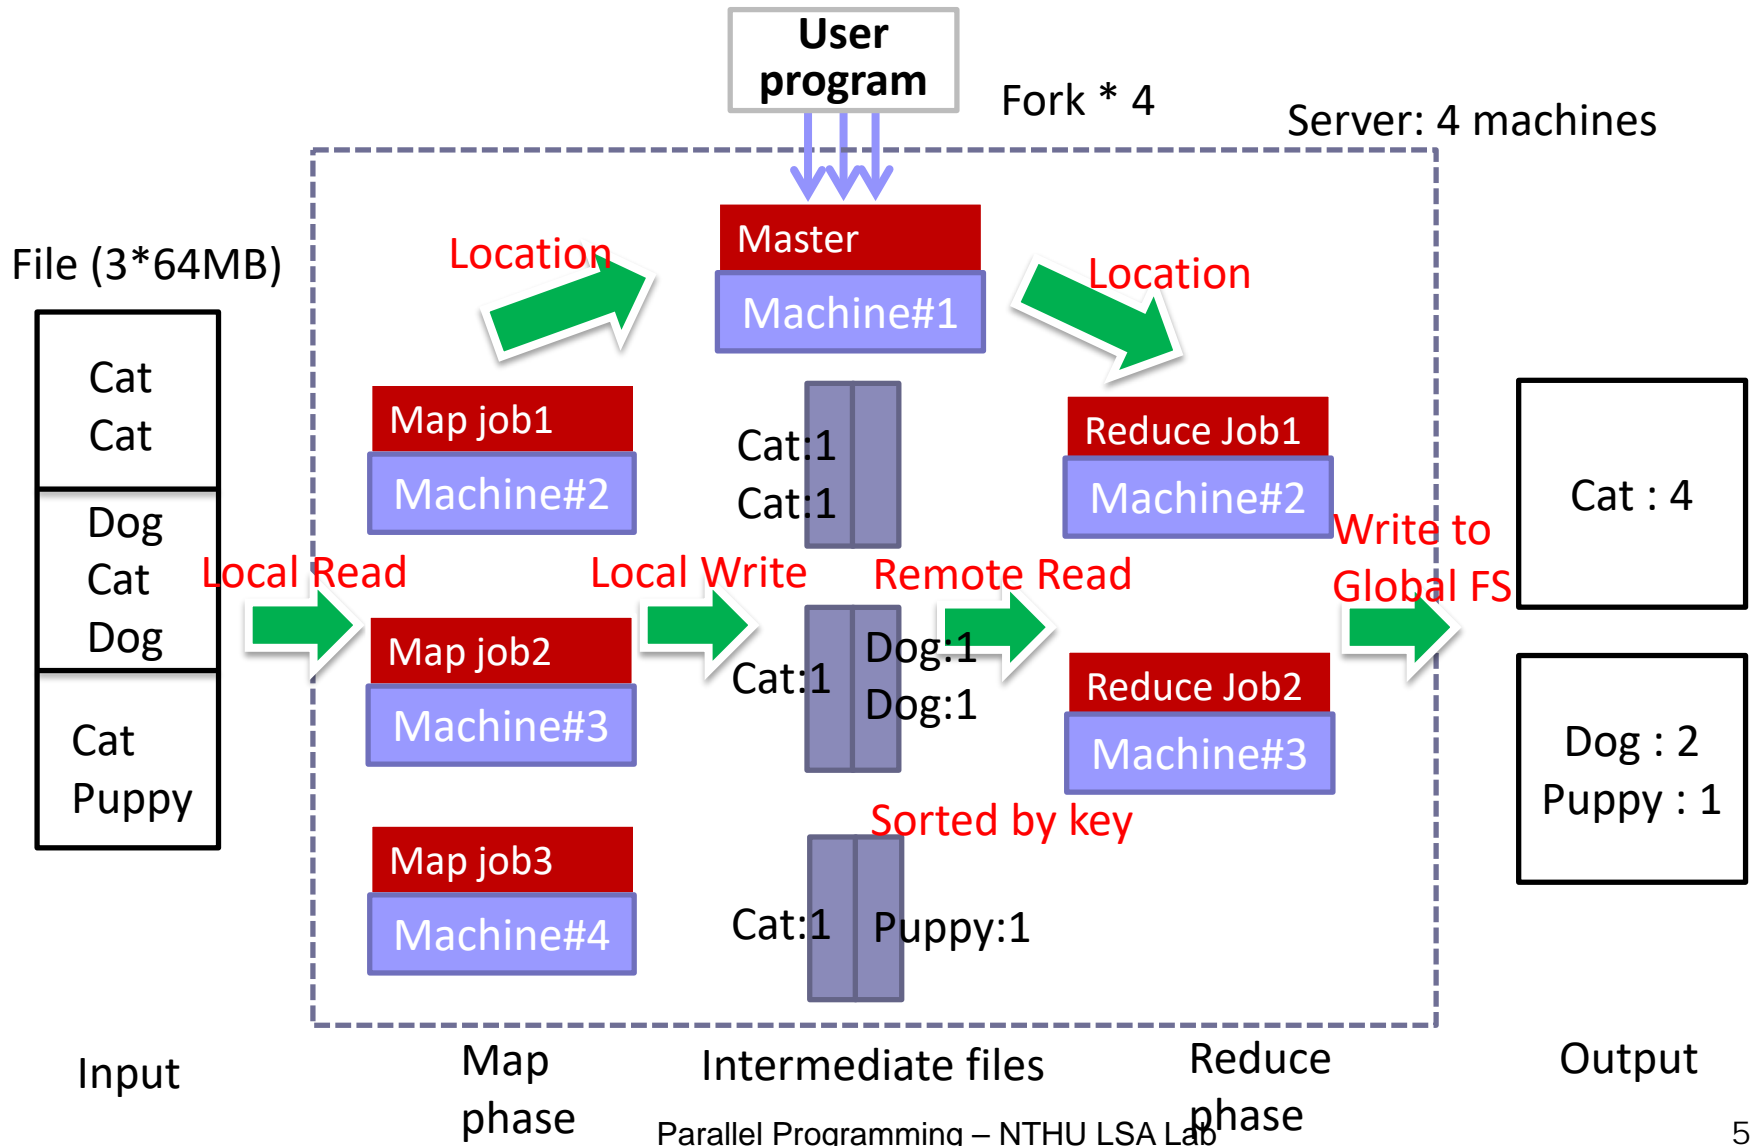 User
program
Fork * 4
Server: 4 machines
File (3*64MB)
Cat
Cat
Dog
Cat
Dog
Cat
Puppy
Location
Master
Machine#1
Location
Map job1
Machine#2
Local Read
Map job2
Machine#3
Map job3
Machine#4
Local Write
Cat:1
Cat:1
Cat:1
Dog:1
Dog:1
Sorted by key
Cat:1
Puppy:1
Remote Read
Reduce Job1
Machine#2
Reduce Job2
Machine#3
Write to
Global FS
Cat : 4
Dog : 2
Puppy : 1
Input
Map
phase
Intermediate files
Reduce
phase
Output
Parallel Programming – NTHU LSA Lab
5